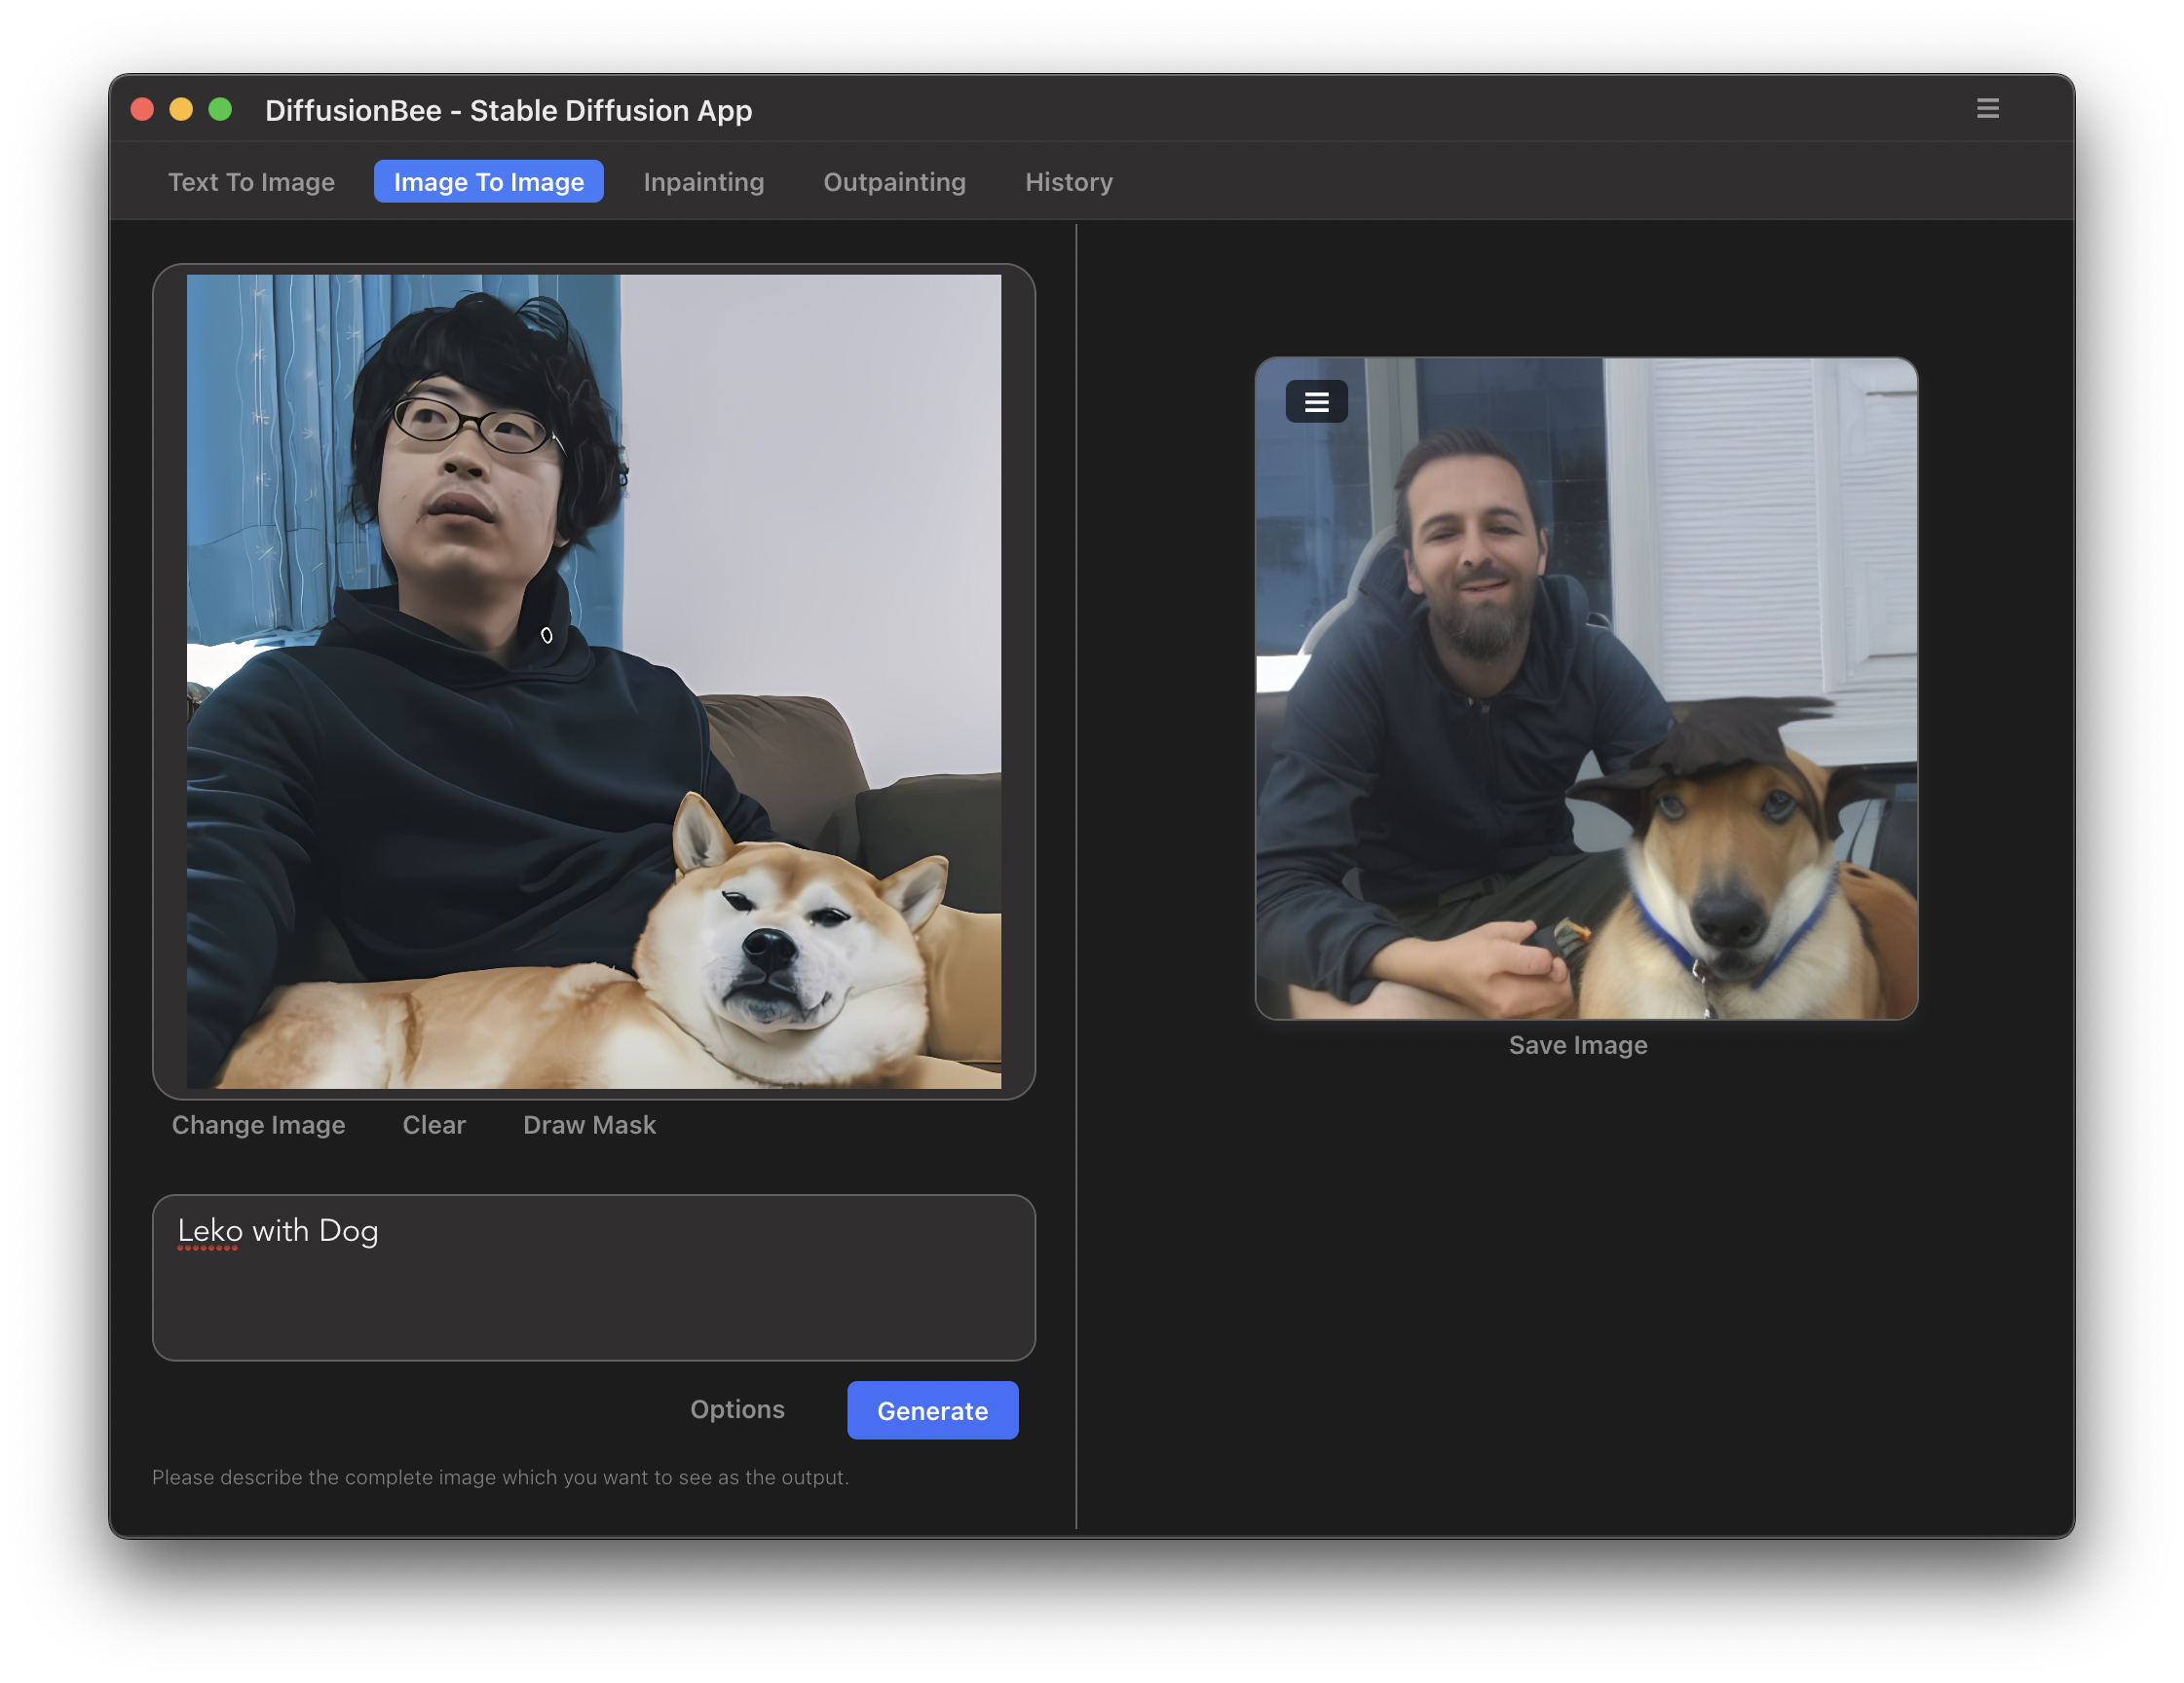 DiffusionBee - Stable Diffusion App
Text To Image Image To Image Inpainting Outpainting History
Save Image
Change Image Clear Draw Mask
Leko with Dog
Options Generate
Please describe the complete image which you want to see as the output.